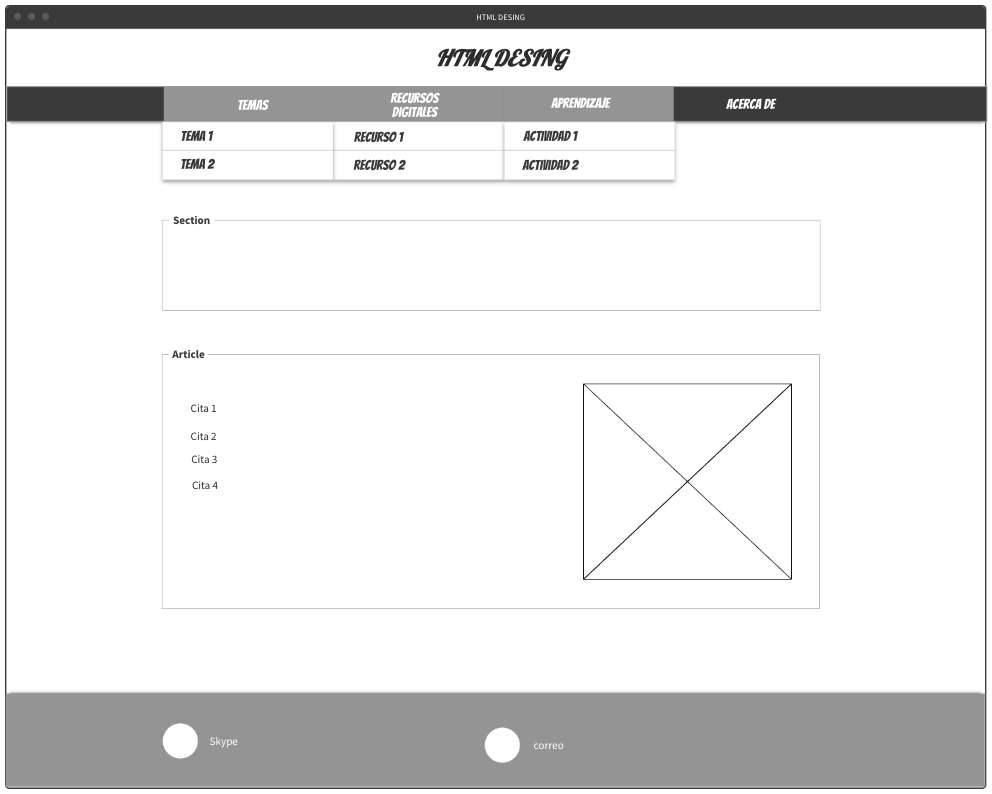 HTML DESING
HTML DESING
TEMAS
RECURSOS
DIGITALES
APRENDIZAJE
ACERCA DE
TEMA 1
RECURSO 1
ACTIVIDAD 1
TEMA 2
RECURSO 2
ACTIVIDAD 2
Section
Article
Cita 1
Cita 2
Cita 3
Cita 4
Skype
correo